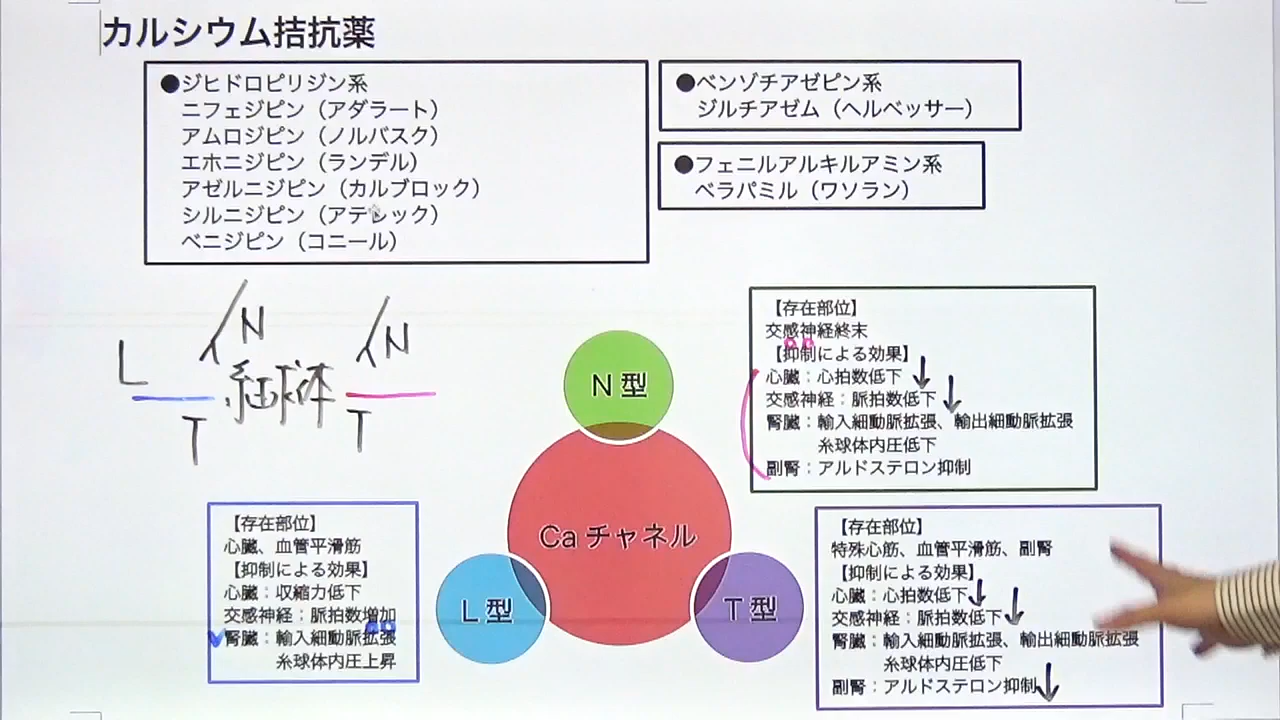 カルシウム拮抗薬
●ジヒドロピリジン系
ニフェジピン（アダラート）
アムロジピン（ノルバスク）
エホニジピン（ランデル）
アゼルニジピン（カルブロック）
シルニジピン（アテレック）
ベニジピン（コニール）
●ベンゾチアゼピン系
ジルチアゼム（ヘルベッサー）
●フェニルアルキルアミン系
ベラパミル（ワソラン）
L
N
糸球体
N
T
T
N型
Caチャネル
L型
T型
【存在部位】
交感神経終末
【抑制による効果】
心臓：心拍数低下↓
交感神経：脈拍数低下↓
腎臓：輸入細動脈拡張、輸出細動脈拡張
糸球体内圧低下
副腎：アルドステロン抑制
【存在部位】
心臓、血管平滑筋
【抑制による効果】
心臓：収縮力低下
交感神経：脈拍数増加
腎臓：輸入細動脈拡張
糸球体内圧上昇
【存在部位】
特殊心筋、血管平滑筋、副腎
【抑制による効果】
心臓：心拍数低下↓
交感神経：脈拍数低下↓
腎臓：輸入細動脈拡張、輸出細動脈拡張
糸球体内圧低下
副腎：アルドステロン抑制↓